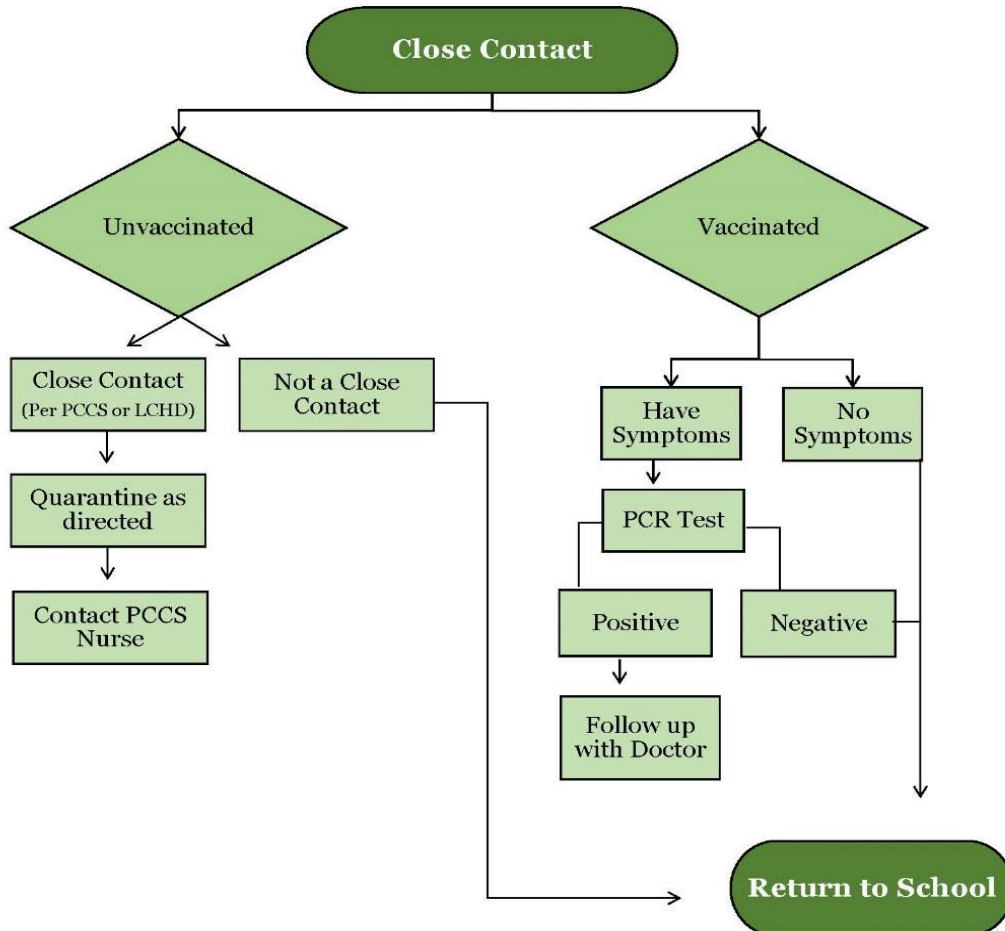 Close Contact
Unvaccinated
Vaccinated
Close Contact
(Per PCCS or LCHD)
Not a Close
Contact
Have
Symptoms
No
Symptoms
Quarantine as
directed
PCR Test
Contact PCCS
Nurse
Positive
Negative
Follow up
with Doctor
Return to School